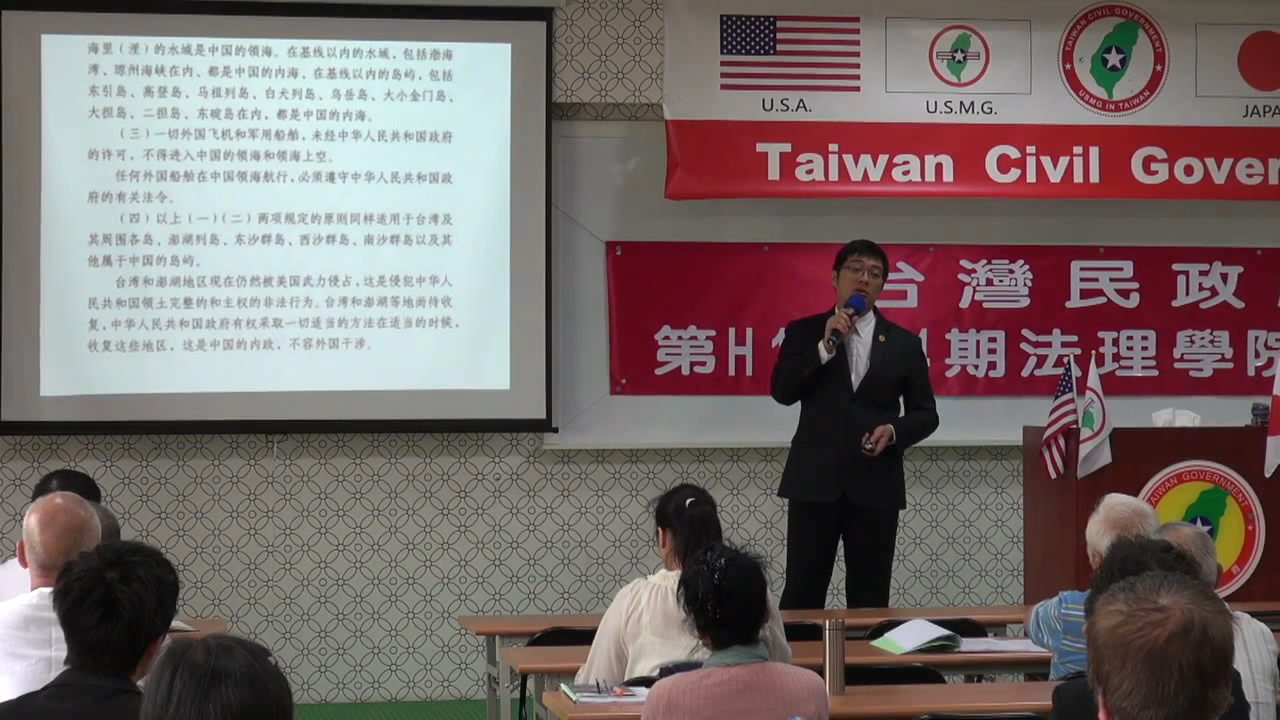 海里（浬）的水域是中国的领海。在基线以内的水域，包括渤海
湾、琼州海峡在内、都是中国的内海。在基线以内的岛屿，包括
东引岛、高登岛、马祖列岛、白犬列岛、乌岳岛、大小金门岛、
大担岛、二担岛、东碇岛在内，都是中国的内海。
（三）一切外国飞机和军用船舶，未经中华人民共和国政府
的许可，不得进入中国的领海和领海上空。
任何外国船舶在中国领海航行，必须遵守中华人民共和国政
府的有关法令。
（四）以上（一）（二）两项规定的原则同样适用于台湾及
其周围各岛、澎湖列岛、东沙群岛、西沙群岛、南沙群岛以及其
他属于中国的岛屿。
台湾和澎湖地区现在仍然被美国武力侵占，这是侵犯中华人
民共和国领土完整的和主权的非法行为。台湾和澎湖等地尚待收
复，中华人民共和国政府有权采取一切适当的方法在适当的时候，
收复这些地区，这是中国的内政，不容外国干涉。
U.S.A.
U.S.M.G.
TAIWAN CIVIL GOVERNMENT
USMG IN TAIWAN
JAPA
Taiwan Civil Gover
台灣民政
第H 期法理學院
TAIWAN GOVERNMENT
府